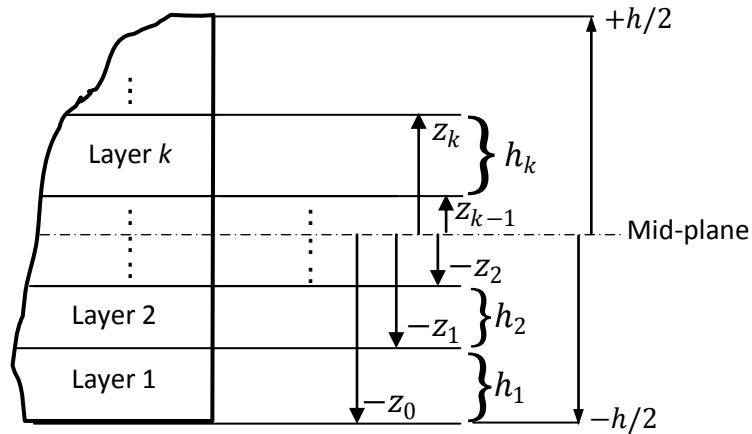 +h/2
z_k
Layer k
h_k
z_{k-1}
Mid-plane
-z_2
Layer 2
-z_1
h_2
Layer 1
h_1
-z_0
-h/2